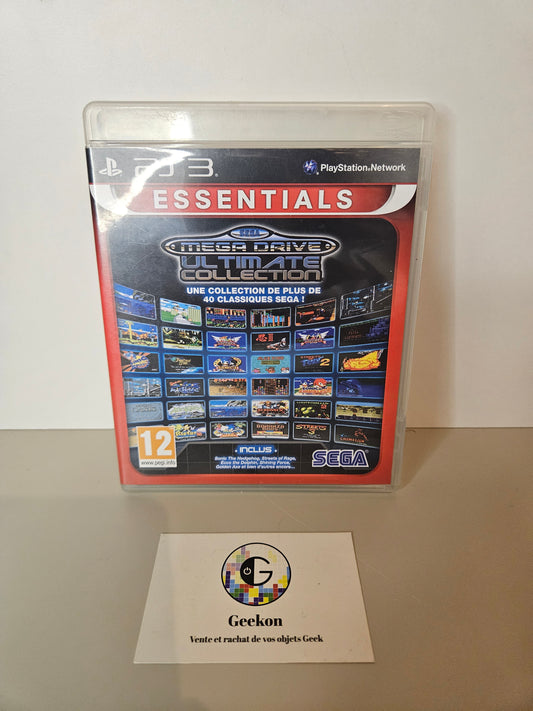 PS3
PlayStation®Network
ESSENTIALS
SEGA
MEGA DRIVE
ULTIMATE
COLLECTION
UNE COLLECTION DE PLUS DE
40 CLASSIQUES SEGA !
12
www.pegi.info
INCLUS
Sonic The Hedgehog, Streets of Rage,
Ecco the Dolphin, Shining Force,
Golden Axe et bien d'autres encore...
SEGA
G
Geekon
Vente et rachat de vos objets Geek